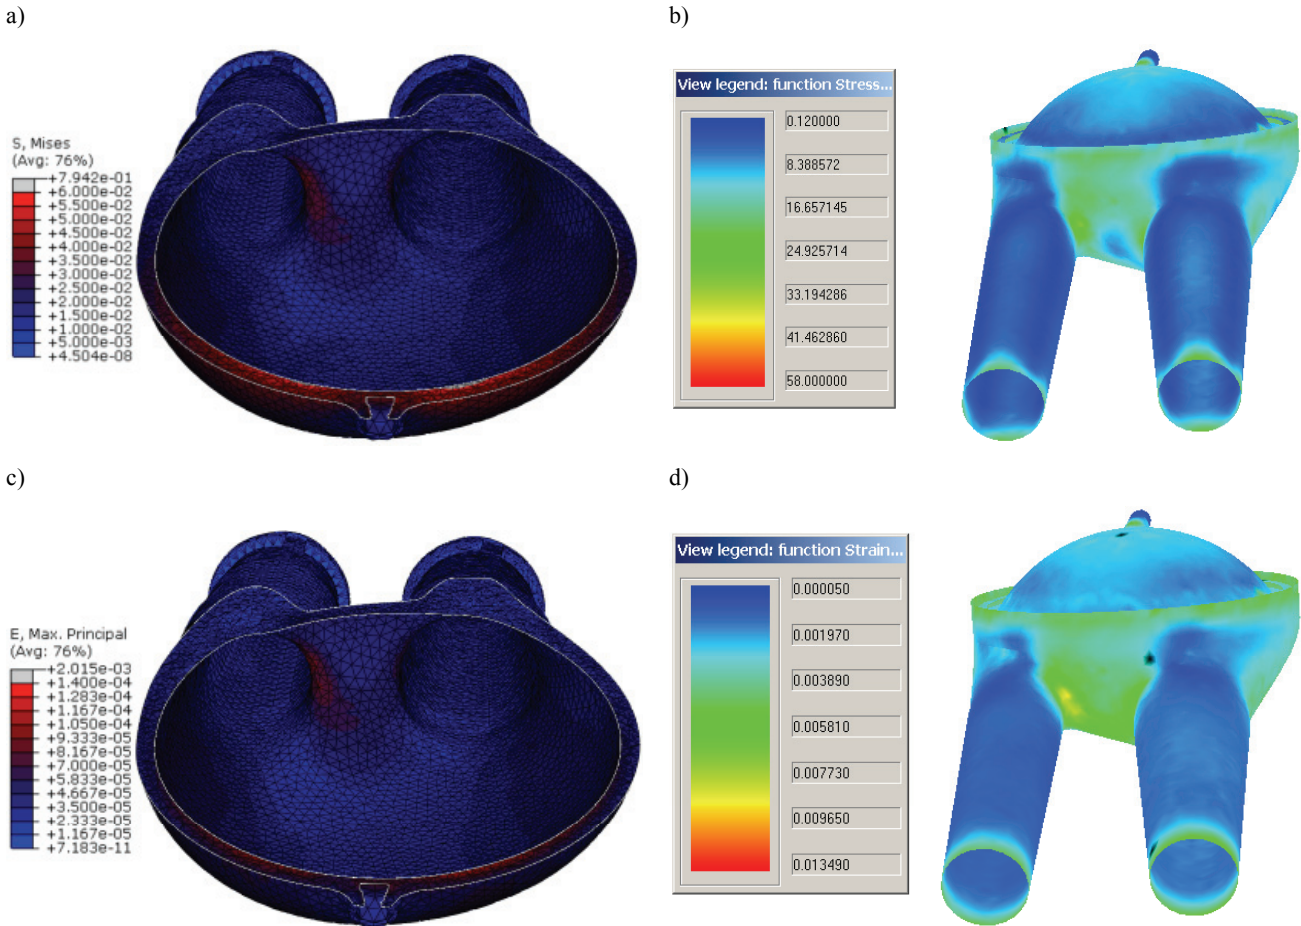 a)
S, Mises
(Avg: 76%)
+7.942e-01
+6.000e-02
+5.500e-02
+5.000e-02
+4.500e-02
+4.000e-02
+3.500e-02
+3.000e-02
+2.500e-02
+2.000e-02
+1.500e-02
+1.000e-02
+5.000e-03
+4.504e-08
b)
View legend: function Stress...
0.120000
8.388572
16.657145
24.925714
33.194286
41.462860
58.000000
c)
E, Max. Principal
(Avg: 76%)
+2.015e-03
+1.400e-04
+1.283e-04
+1.167e-04
+1.050e-04
+9.333e-05
+8.167e-05
+7.000e-05
+5.833e-05
+4.667e-05
+3.500e-05
+2.333e-05
+1.167e-05
+7.183e-11
d)
View legend: function Strain...
0.000050
0.001970
0.003890
0.005810
0.007730
0.009650
0.013490